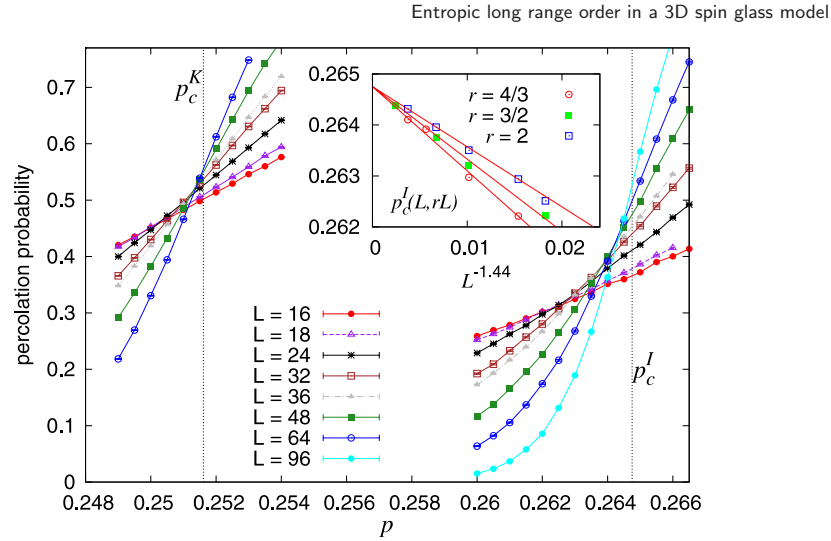 Entropic long range order in a 3D spin glass model
percolation probability
0.7
0.6
0.5
0.4
0.3
0.2
0.1
0
p_c^K
0.265
0.264
0.263
0.262
r = 4/3
r = 3/2
r = 2
p_c^I(L,rL)
0 0.01 0.02
L^-1.44
L = 16
L = 18
L = 24
L = 32
L = 36
L = 48
L = 64
L = 96
p_c^I
0.248 0.25 0.252 0.254 0.256 0.258 0.26 0.262 0.264 0.266
p